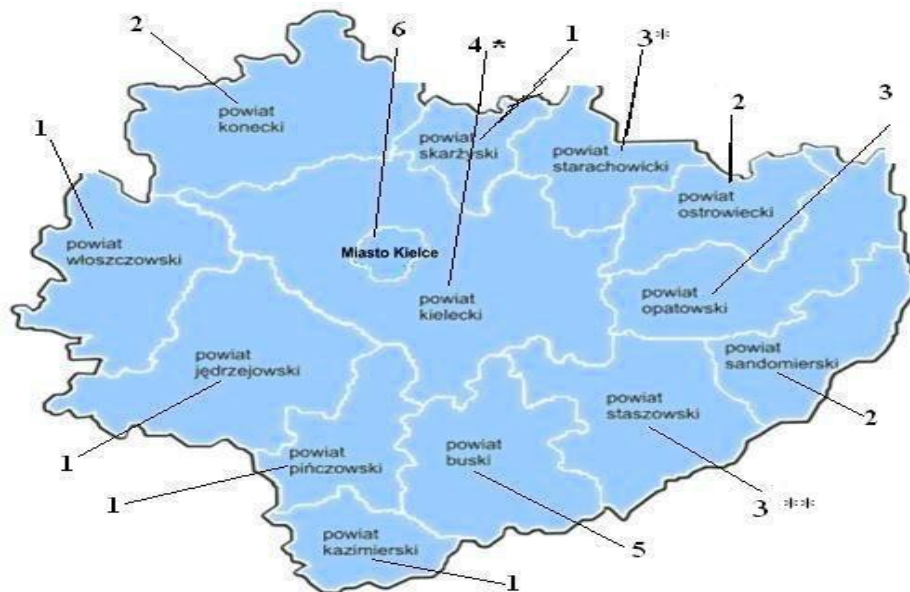 2
6
4 *
1
3*
2
3
1
powiat
konecki
powiat
skarżyski
powiat
starachowicki
powiat
ostrowiecki
powiat
włoszczowski
Miasto Kielce
powiat
kielecki
powiat
opatowski
powiat
sandomierski
powiat
jędrzejowski
powiat
staszowski
2
powiat
pińczowski
powiat
buski
1
1
3 **
powiat
kazimierski
5
1